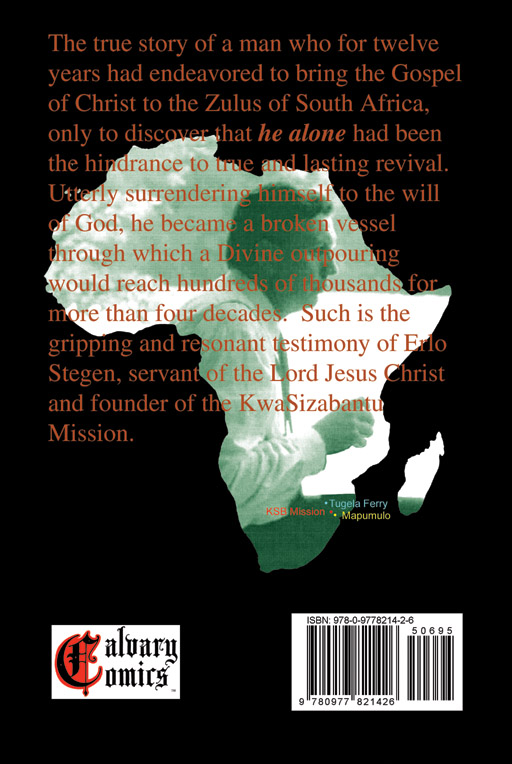 The true story of a man who for twelve
years had endeavored to bring the Gospel
of Christ to the Zulus of South Africa,
only to discover that he alone had been
the hindrance to true and lasting revival.
Utterly surrendering himself to the will
of God, he became a broken vessel
through which a Divine outpouring
would reach hundreds of thousands for
more than four decades.  Such is the
gripping and resonant testimony of Erlo
Stegen, servant of the Lord Jesus Christ
and founder of the KwaSizabantu
Mission.
•Tugela Ferry
KSB Mission •
• Mapumulo
Calvary
Comics™
ISBN: 978-0-9778214-2-6
50695
9 780977 821426